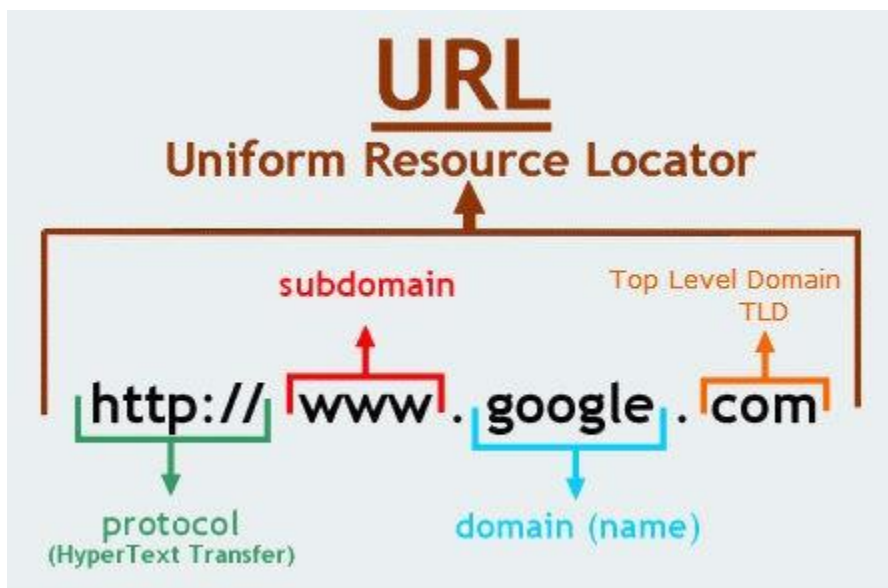 URL
Uniform Resource Locator
subdomain
Top Level Domain
TLD
http:// www . google . com
protocol
(HyperText Transfer)
domain (name)